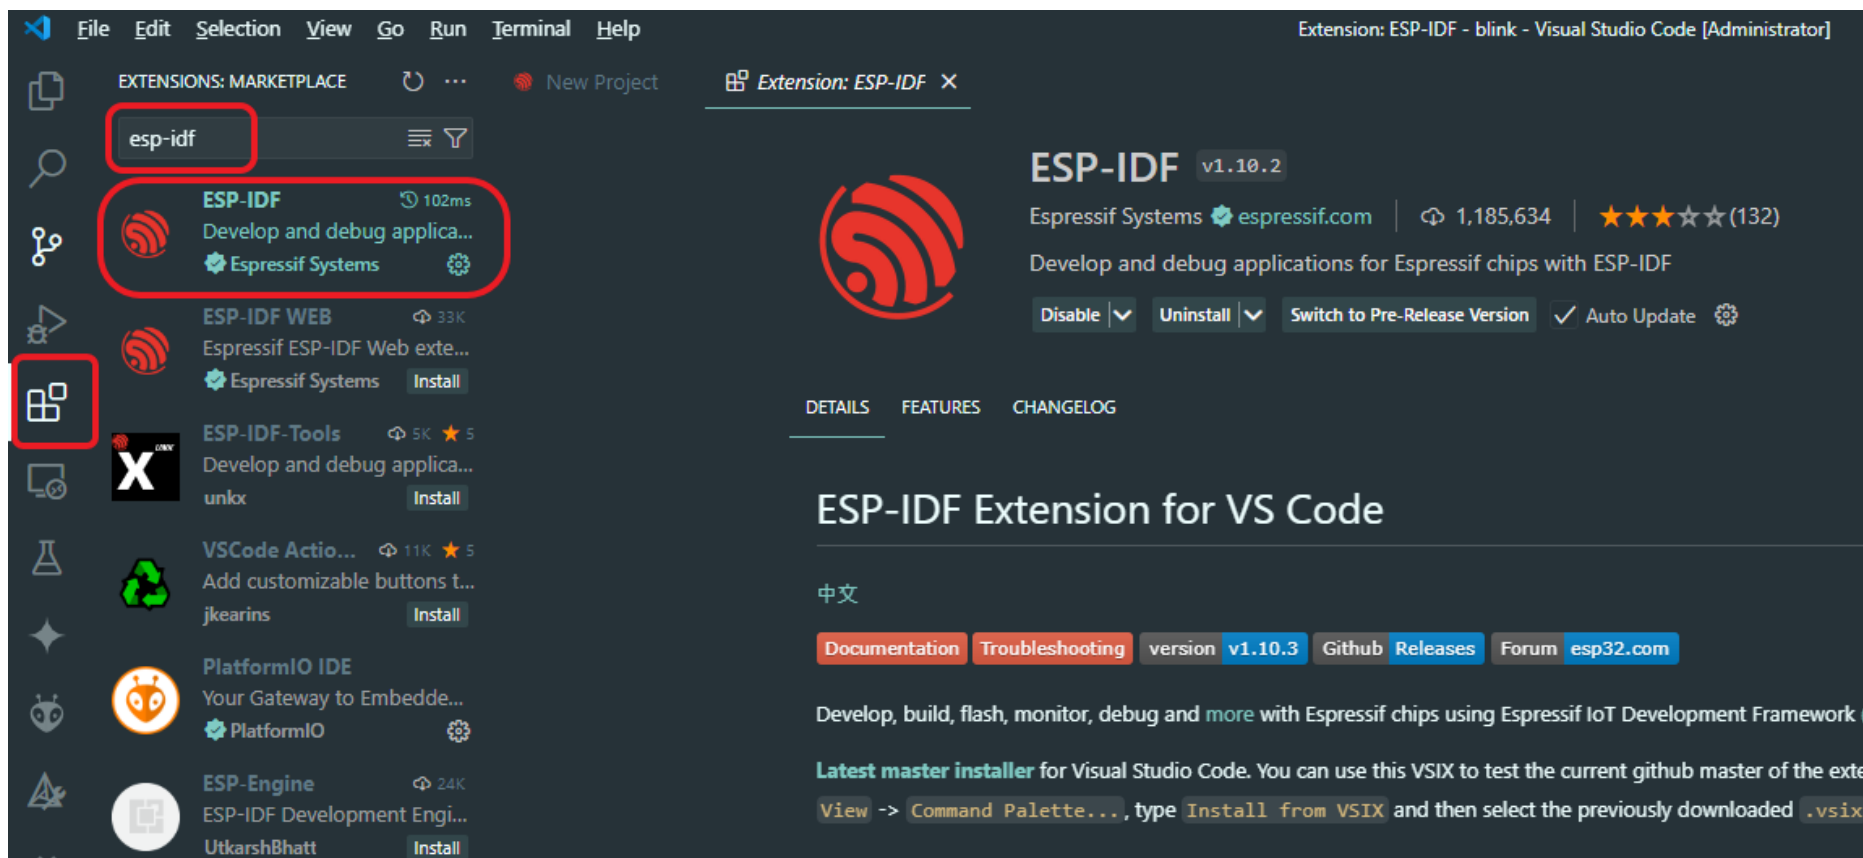 File Edit Selection View Go Run Terminal Help
Extension: ESP-IDF - blink - Visual Studio Code [Administrator]
EXTENSIONS: MARKETPLACE
New Project
Extension: ESP-IDF
esp-idf
ESP-IDF 102ms
Develop and debug applica...
Espressif Systems
ESP-IDF WEB 33K
Espressif ESP-IDF Web exte...
Espressif Systems Install
ESP-IDF-Tools 5K ★ 5
Develop and debug applica...
unkx Install
VSCode Actio... 11K ★ 5
Add customizable buttons t...
jkearins Install
PlatformIO IDE
Your Gateway to Embedde...
PlatformIO
ESP-Engine 24K
ESP-IDF Development Engi...
UtkarshBhatt Install
ESP-IDF v1.10.2
Espressif Systems espressif.com 1,185,634 ★★★☆☆(132)
Develop and debug applications for Espressif chips with ESP-IDF
Disable Uninstall Switch to Pre-Release Version Auto Update
DETAILS FEATURES CHANGELOG
ESP-IDF Extension for VS Code
中文
Documentation Troubleshooting version v1.10.3 Github Releases Forum esp32.com
Develop, build, flash, monitor, debug and more with Espressif chips using Espressif IoT Development Framework (
Latest master installer for Visual Studio Code. You can use this VSIX to test the current github master of the exte
View -> Command Palette..., type Install from VSIX and then select the previously downloaded .vsix